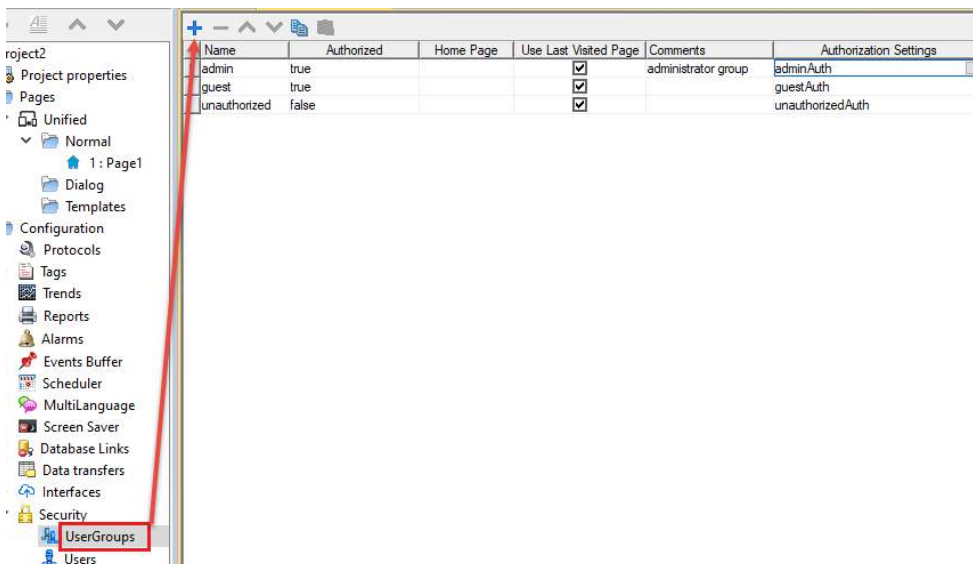 roject2
Project properties
Pages
Unified
Normal
1 : Page1
Dialog
Templates
Configuration
Protocols
Tags
Trends
Reports
Alarms
Events Buffer
Scheduler
MultiLanguage
Screen Saver
Database Links
Data transfers
Interfaces
Security
UserGroups
Users
Name Authorized Home Page Use Last Visited Page Comments Authorization Settings
admin true administrator group adminAuth
guest true guestAuth
unauthorized false unauthorizedAuth